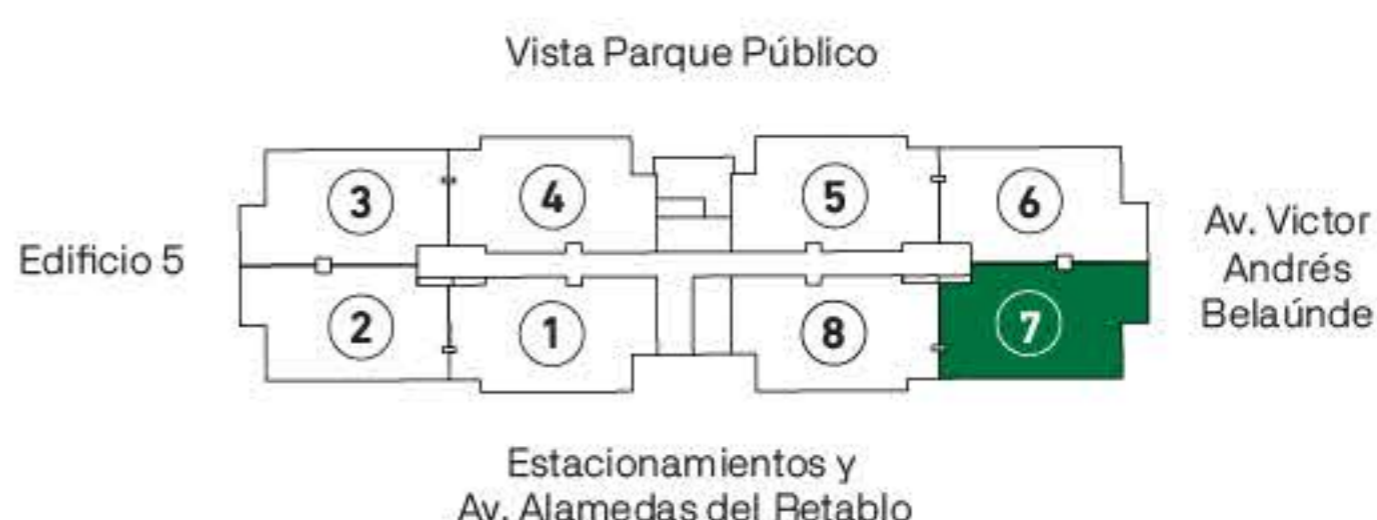 Vista Parque Público
3
4
5
6
Edificio 5
Av. Victor
Andrés
Belaúnde
2
1
8
7
Estacionamientos y
Av. Alamedas del Retablo